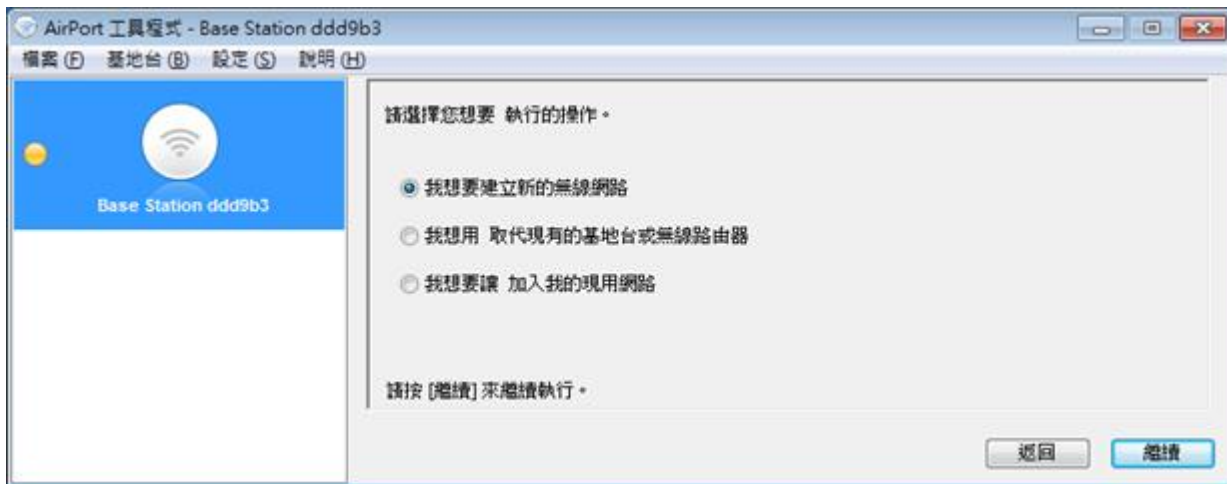 AirPort 工具程式 - Base Station ddd9b3
檔案 (F) 基地台 (B) 設定 (S) 說明 (H)
Base Station ddd9b3
請選擇您想要 執行的操作。
我想要建立新的無線網路
我想用 取代現有的基地台或無線路由器
我想要讓 加入我的現用網路
請按 [繼續] 來繼續執行。
返回 繼續